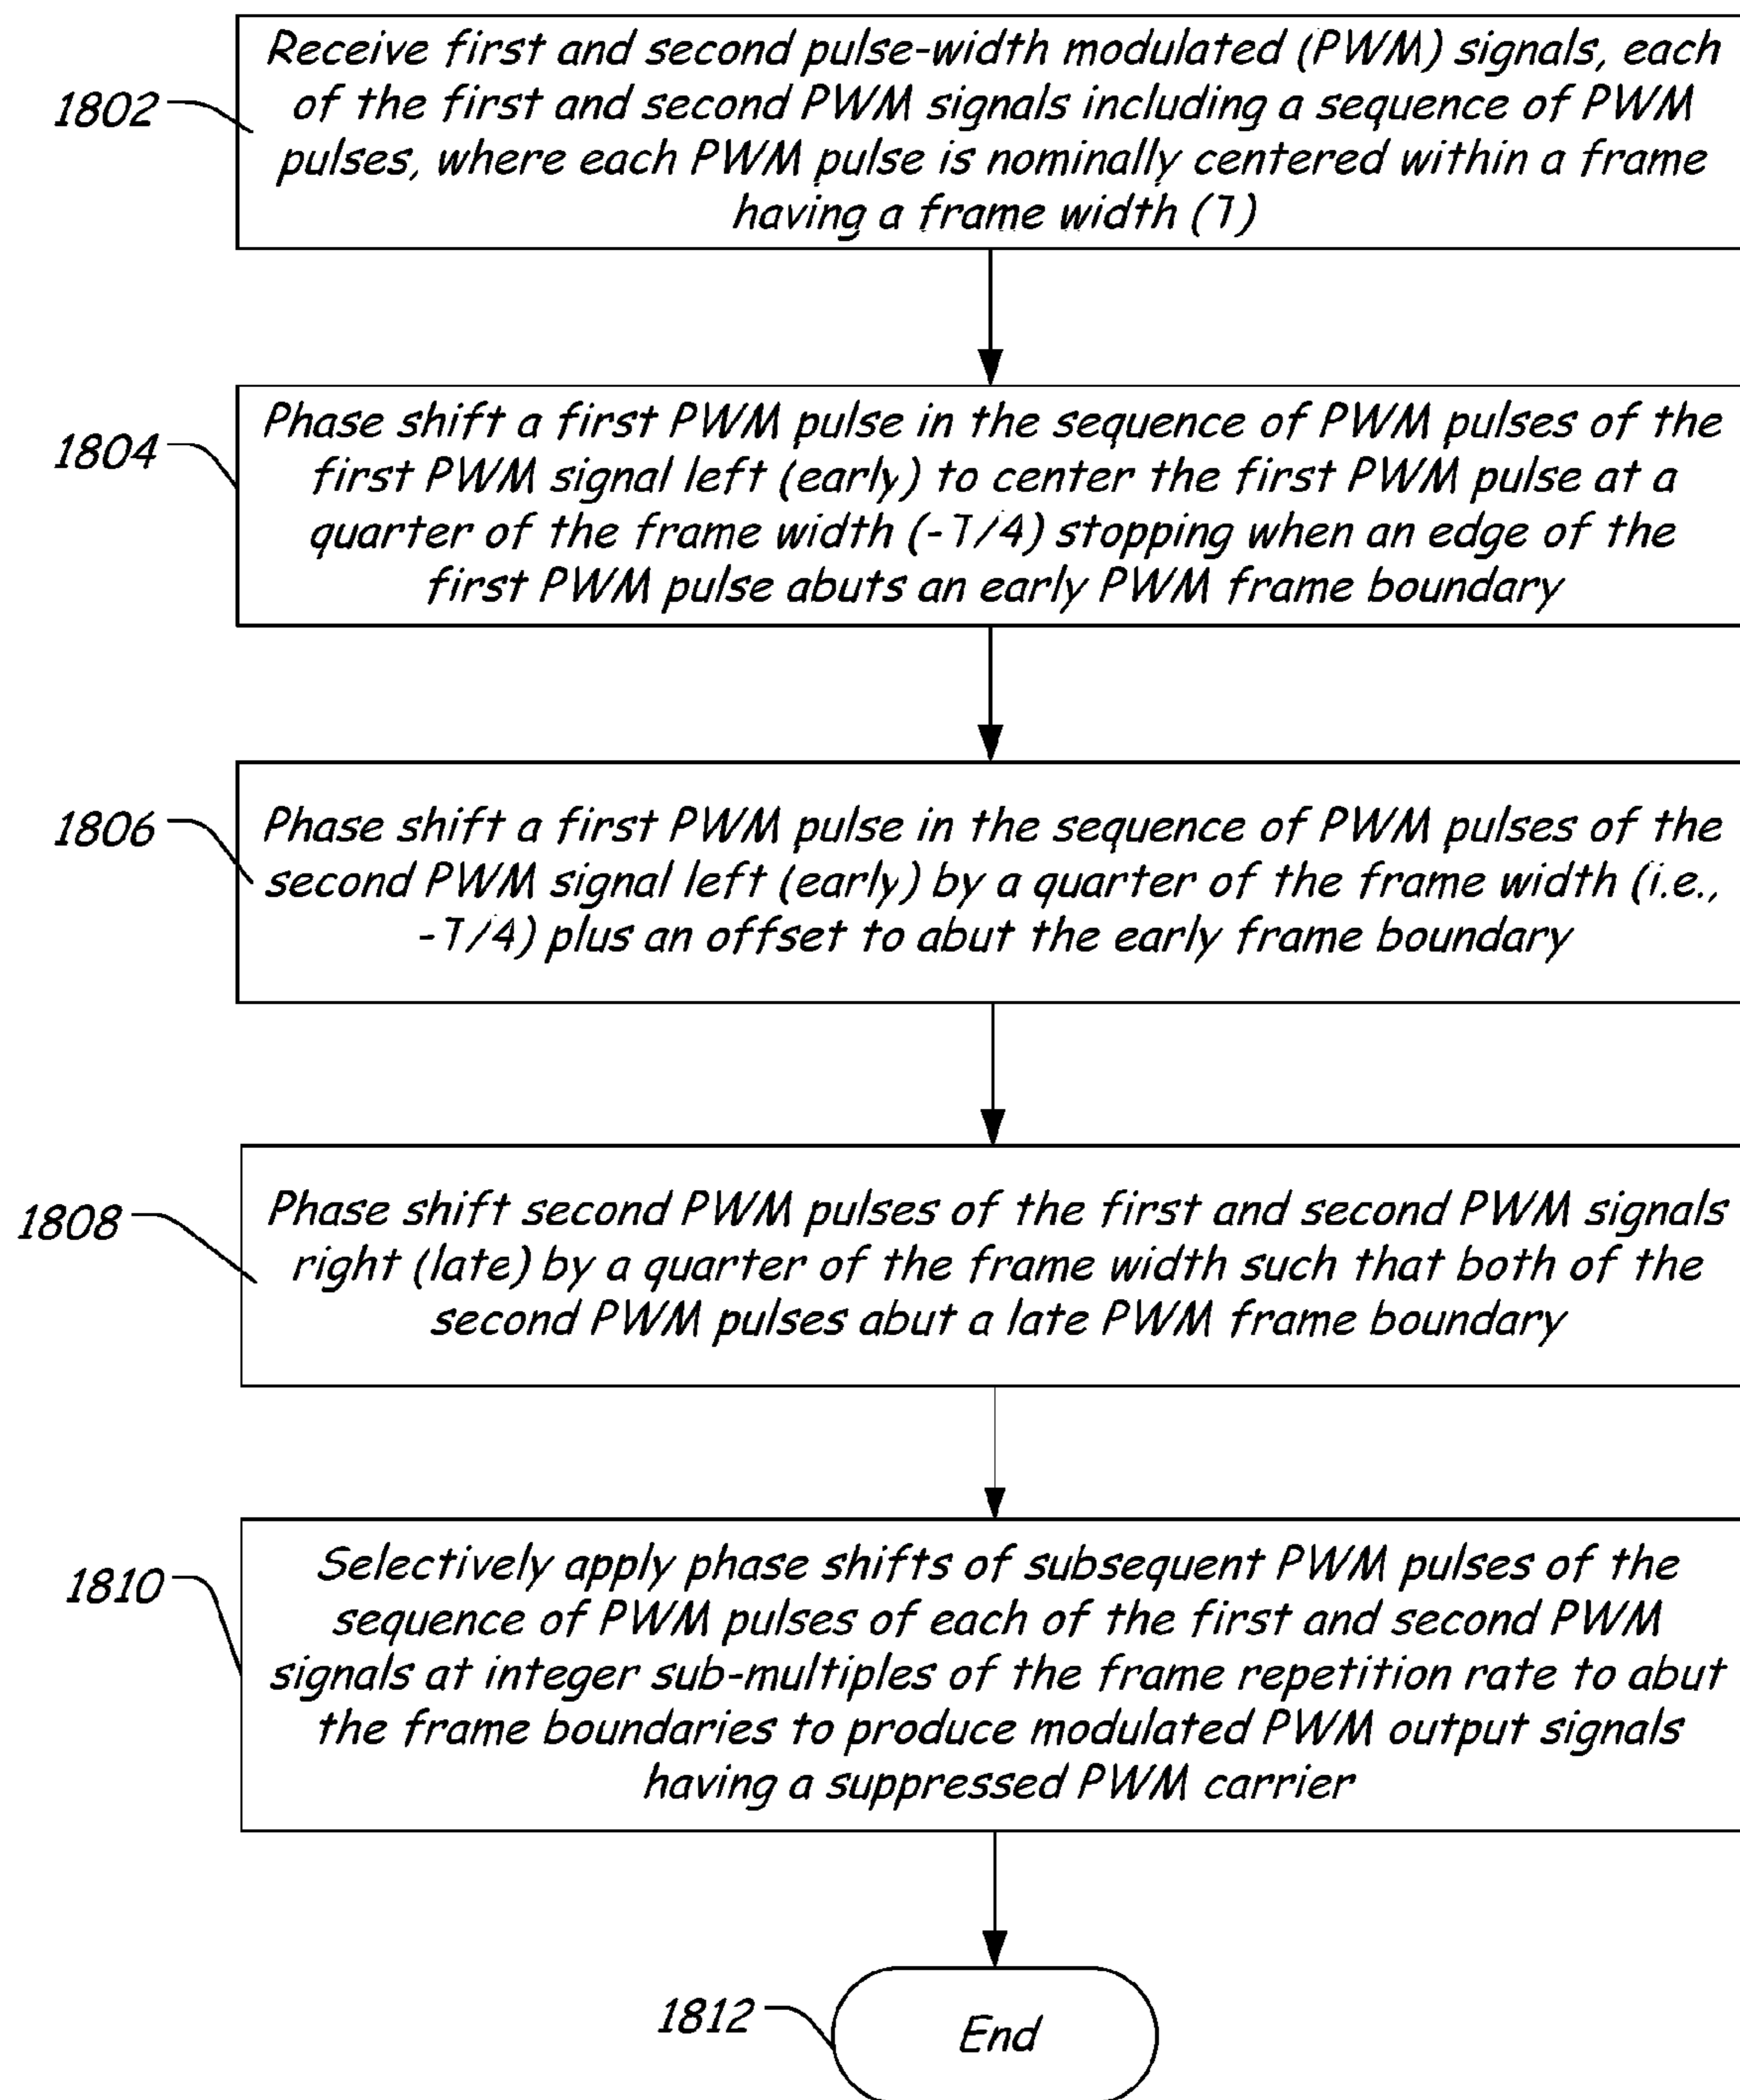 Receive first and second pulse-width modulated (PWM) signals, each
1802
of the first and second PWM signals including a sequence of PWM
pulses, where each PWM pulse is nominally centered within a frame
having a frame width (T)
Phase shift a first PWM pulse in the sequence of PWM pulses of the
1804
first PWM signal left (early) to center the first PWM pulse at a
quarter of the frame width (-T/4) stopping when an edge of the
first PWM pulse abuts an early PWM frame boundary
1806
Phase shift a first PWM pulse in the sequence of PWM pulses of the
second PWM signal left (early) by a quarter of the frame width (i.e.,
-T/4) plus an offset to abut the early frame boundary
1808
Phase shift second PWM pulses of the first and second PWM signals
right (late) by a quarter of the frame width such that both of the
second PWM pulses abut a late PWM frame boundary
Selectively apply phase shifts of subsequent PWM pulses of the
1810
sequence of PWM pulses of each of the first and second PWM
signals at integer sub-multiples of the frame repetition rate to abut
the frame boundaries to produce modulated PWM output signals
having a suppressed PWM carrier
1812
End